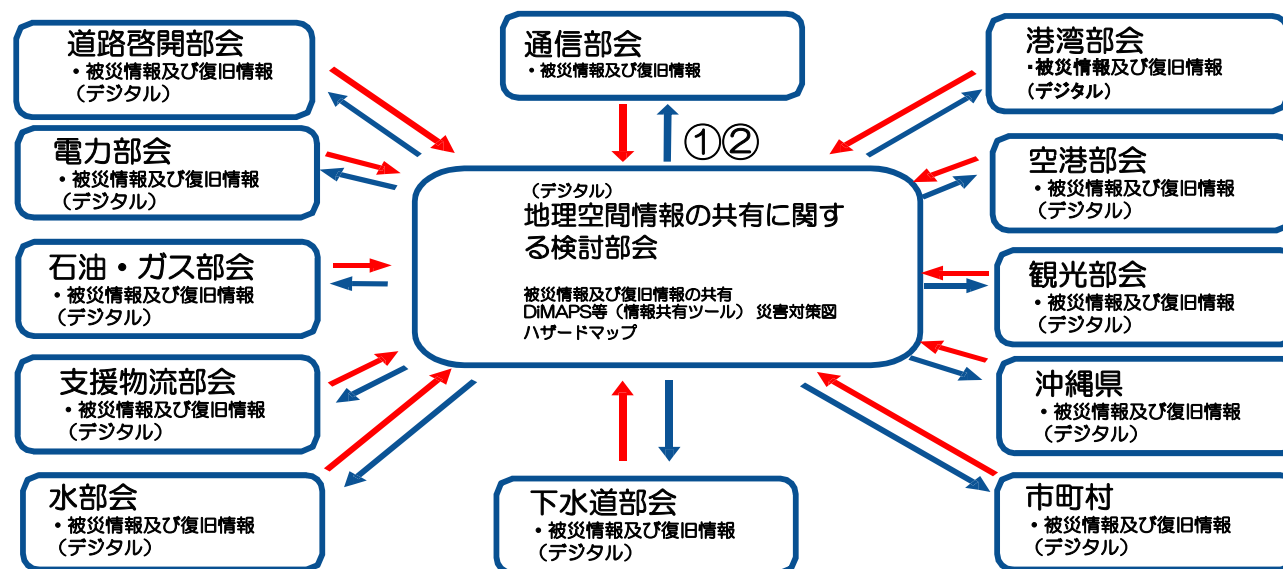 道路啓開部会
・被災情報及び復旧情報
(デジタル)
通信部会
・被災情報及び復旧情報
港湾部会
・被災情報及び復旧情報
(デジタル)
①②
電力部会
・被災情報及び復旧情報
(デジタル)
空港部会
・被災情報及び復旧情報
(デジタル)
(デジタル)
地理空間情報の共有に関す
る検討部会
被災情報及び復旧情報の共有
DiMAPS等(情報共有ツール) 災害対策図
ハザードマップ
石油・ガス部会
・被災情報及び復旧情報
(デジタル)
観光部会
・被災情報及び復旧情報
(デジタル)
支援物流部会
・被災情報及び復旧情報
(デジタル)
沖縄県
・被災情報及び復旧情報
(デジタル)
水部会
・被災情報及び復旧情報
(デジタル)
下水道部会
・被災情報及び復旧情報
(デジタル)
市町村
・被災情報及び復旧情報
(デジタル)